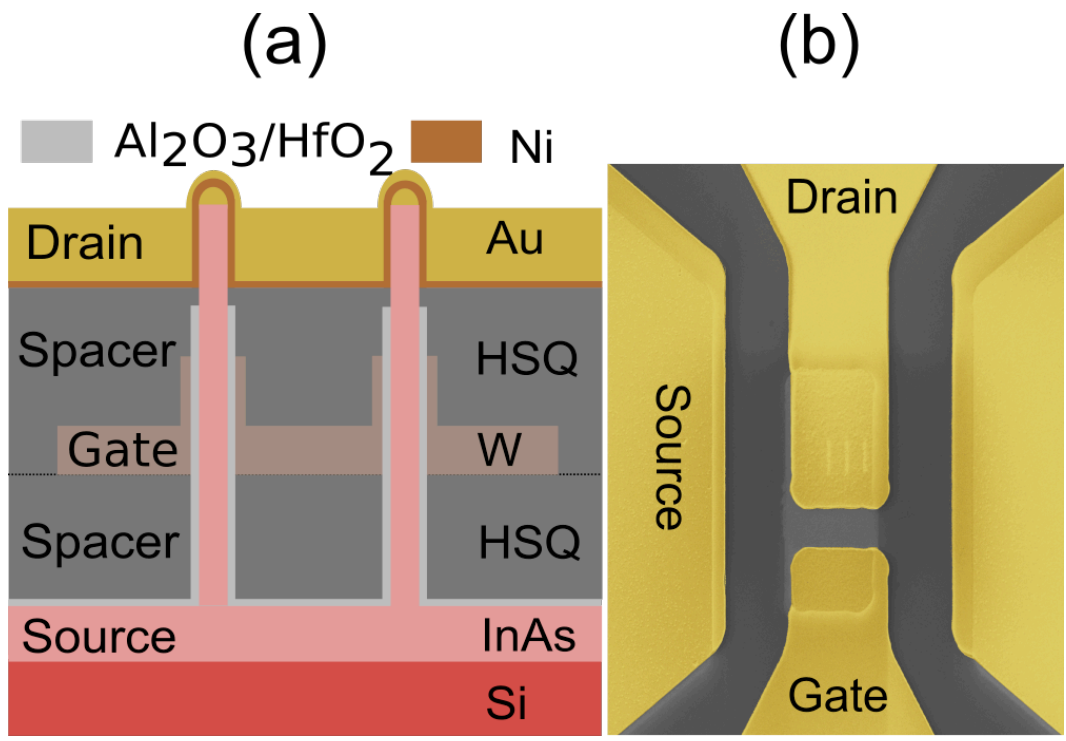 (a)
Al₂O₃/HfO₂ Ni
Drain Au
Spacer HSQ
Gate W
Spacer HSQ
Source InAs
Si
(b)
Drain
Source
Gate